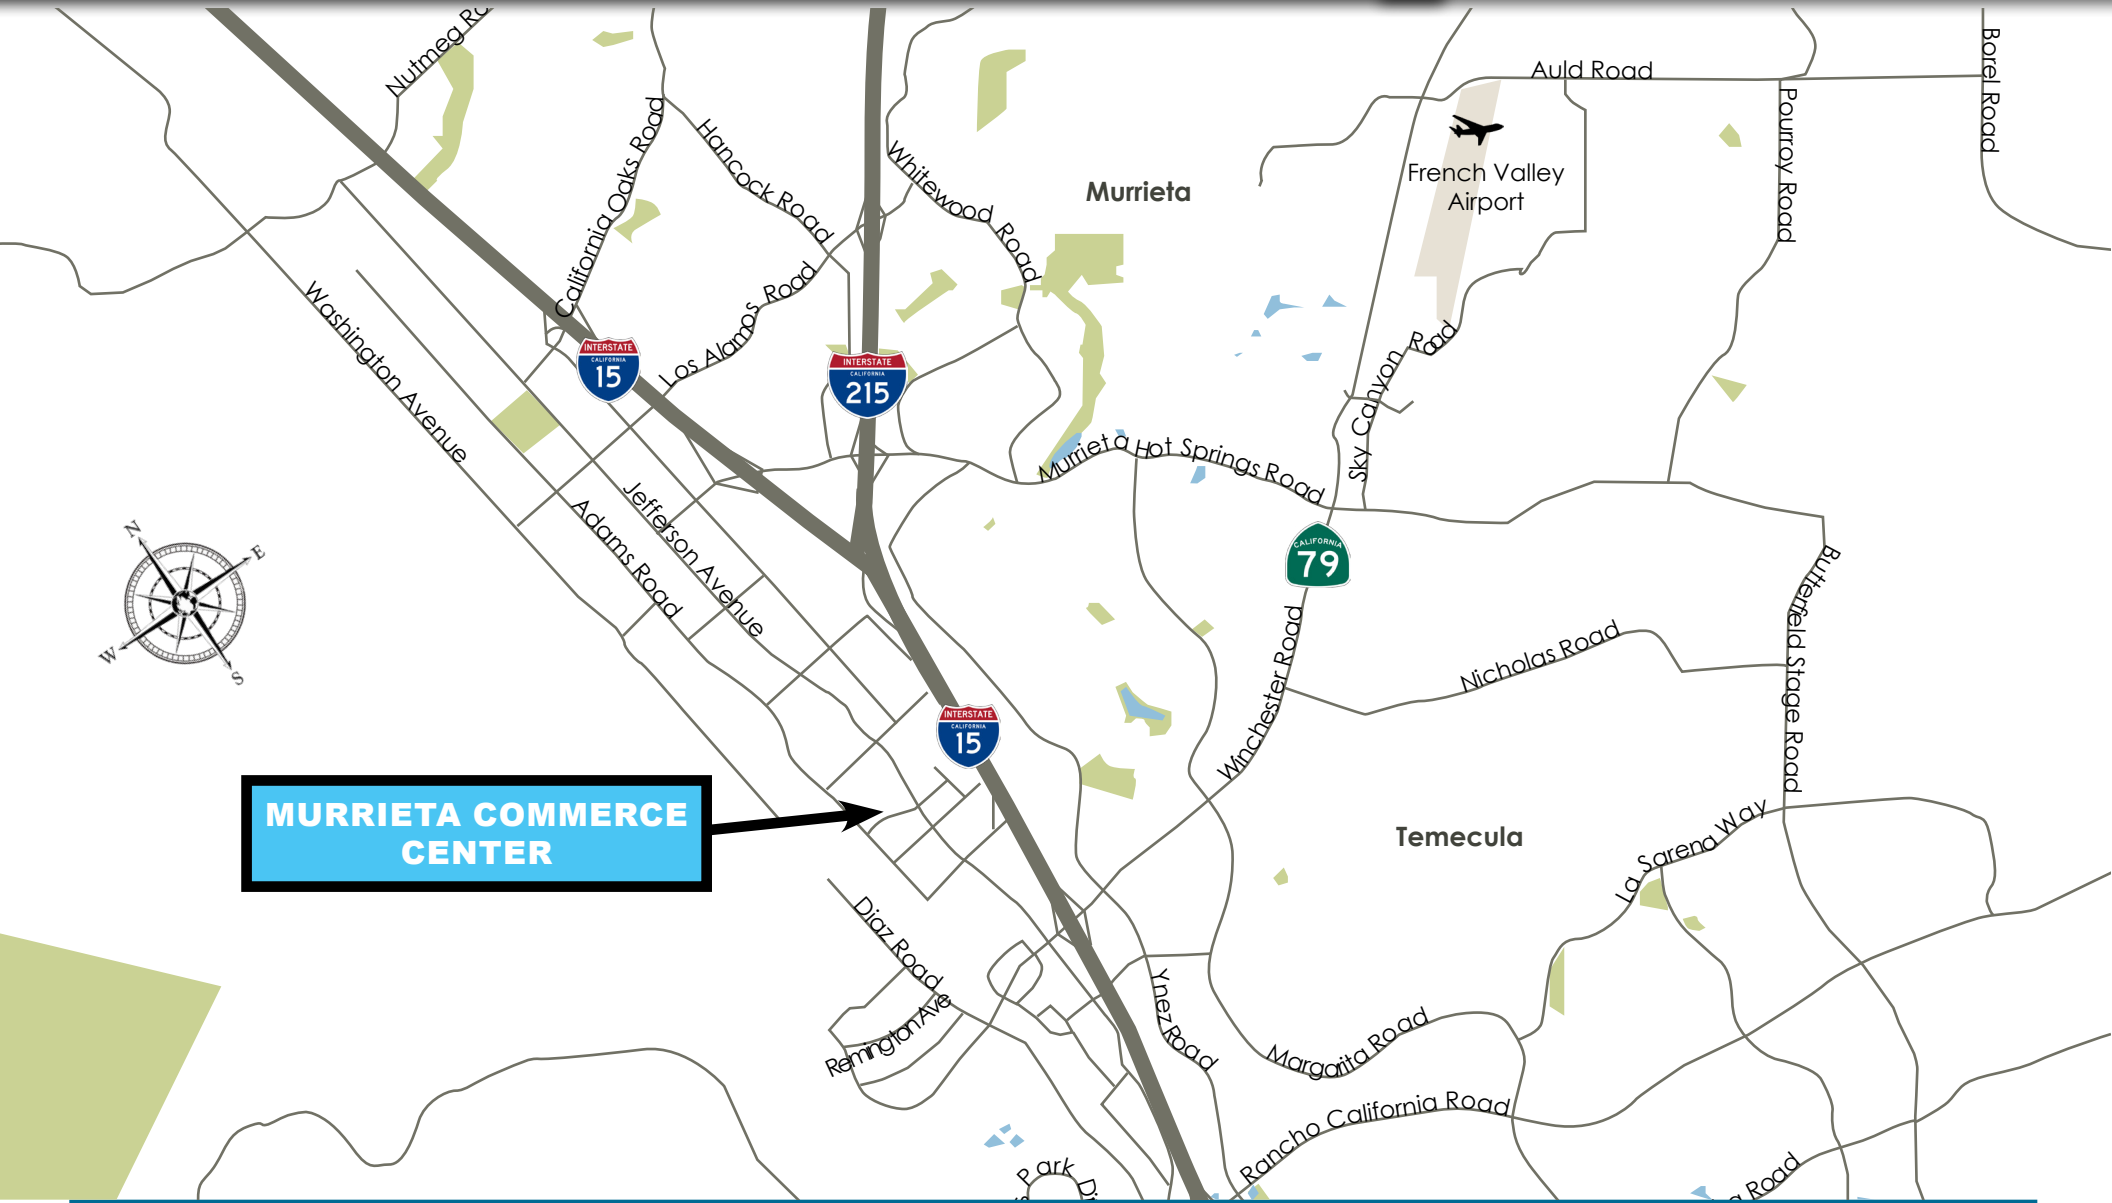 Nutmeg
California Oaks Road
Hancock Road
Whitewood Road
Murrieta
Auld Road
French Valley
Airport
Pourroy Road
Borel Road
Washington Avenue
Los Alamos Road
INTERSTATE
CALIFORNIA
15
INTERSTATE
CALIFORNIA
215
Sky Canyon Road
Murrieta Hot Springs Road
Adams Road
Jefferson Avenue
N
E
W
S
CALIFORNIA
79
Winchester Road
Nicholas Road
Butterfield Stage Road
INTERSTATE
CALIFORNIA
15
MURRIETA COMMERCE
CENTER
Temecula
La Sarena Way
Diaz Road
Remington Ave
Ynez Road
Margarita Road
Rancho California Road
Park
Road